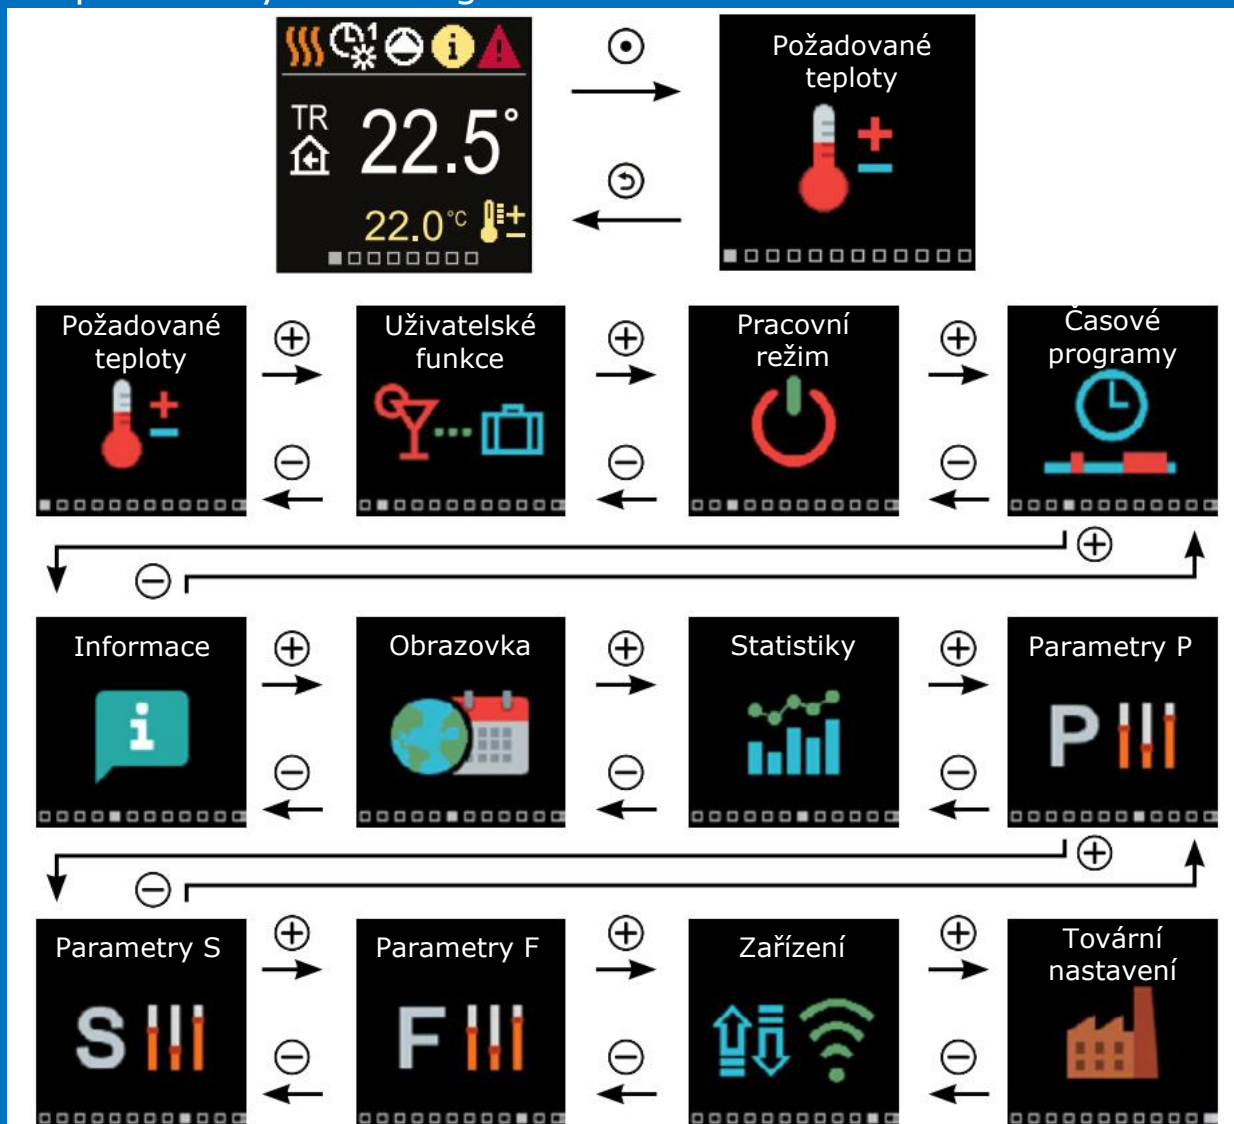 TR
22.5°
22.0°C
Požadované
teploty
Požadované
teploty
Uživatelské
funkce
Pracovní
režim
Časové
programy
Informace
Obrazovka
Statistiky
Parametry P
P
Parametry S
Parametry F
Zařízení
Tovární
nastavení
S
F